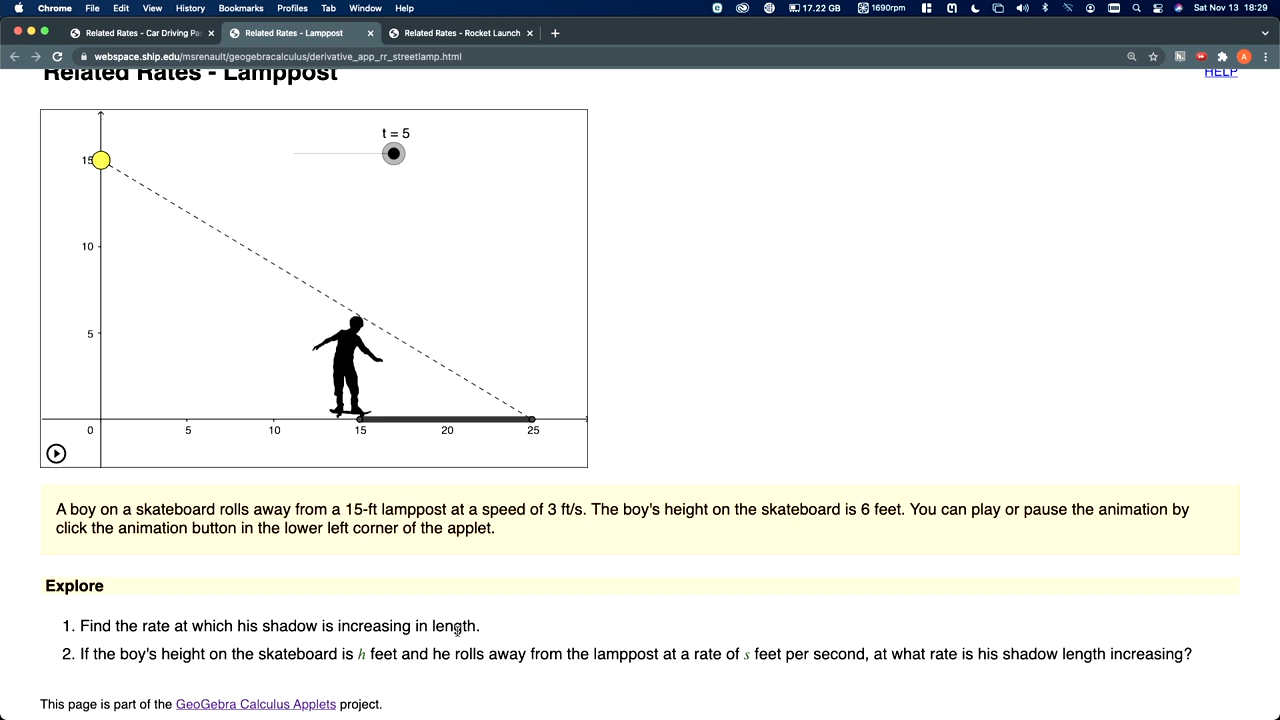 Chrome File Edit View History Bookmarks Profiles Tab Window Help 17.22 GB 1690rpm Sat Nov 13 18:29
Related Rates - Car Driving Pa Related Rates - Lamppost Related Rates - Rocket Launch
webspace.ship.edu/msrenault/geogebracalculus/derivative_app_rr_streetlamp.html
Related Rates - Lamppost HELP
t = 5
15
10
5
0 5 10 15 20 25
A boy on a skateboard rolls away from a 15-ft lamppost at a speed of 3 ft/s. The boy's height on the skateboard is 6 feet. You can play or pause the animation by
click the animation button in the lower left corner of the applet.
Explore
1. Find the rate at which his shadow is increasing in length.
2. If the boy's height on the skateboard is h feet and he rolls away from the lamppost at a rate of s feet per second, at what rate is his shadow length increasing?
This page is part of the GeoGebra Calculus Applets project.